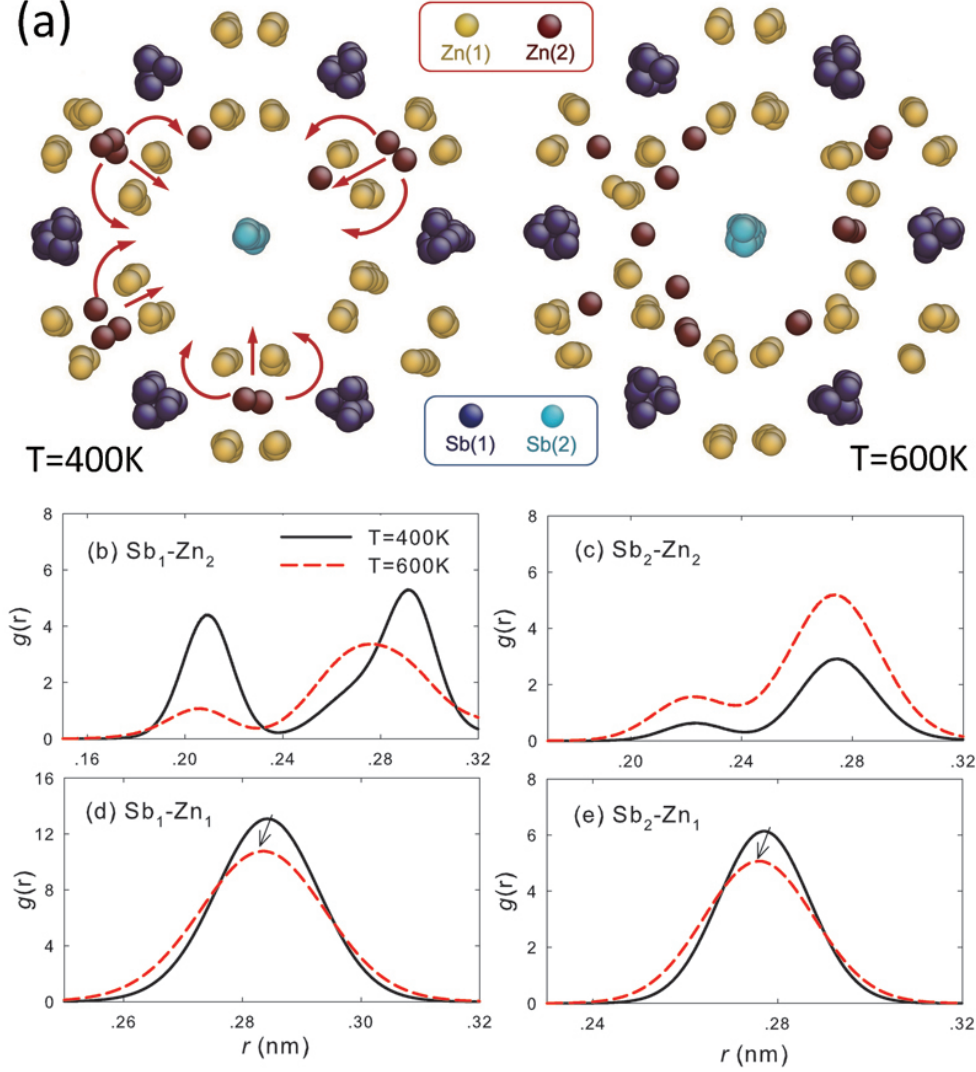 (a)
Zn(1) Zn(2)
Sb(1) Sb(2)
T=400K
T=600K
(b) Sb₁-Zn₂
T=400K
T=600K
g(r)
8
6
4
2
0
.16 .20 .24 .28 .32
(c) Sb₂-Zn₂
g(r)
8
6
4
2
0
.20 .24 .28 .32
(d) Sb₁-Zn₁
g(r)
16
12
8
4
0
.26 .28 .30 .32
r (nm)
(e) Sb₂-Zn₁
g(r)
8
6
4
2
0
.24 .28 .32
r (nm)